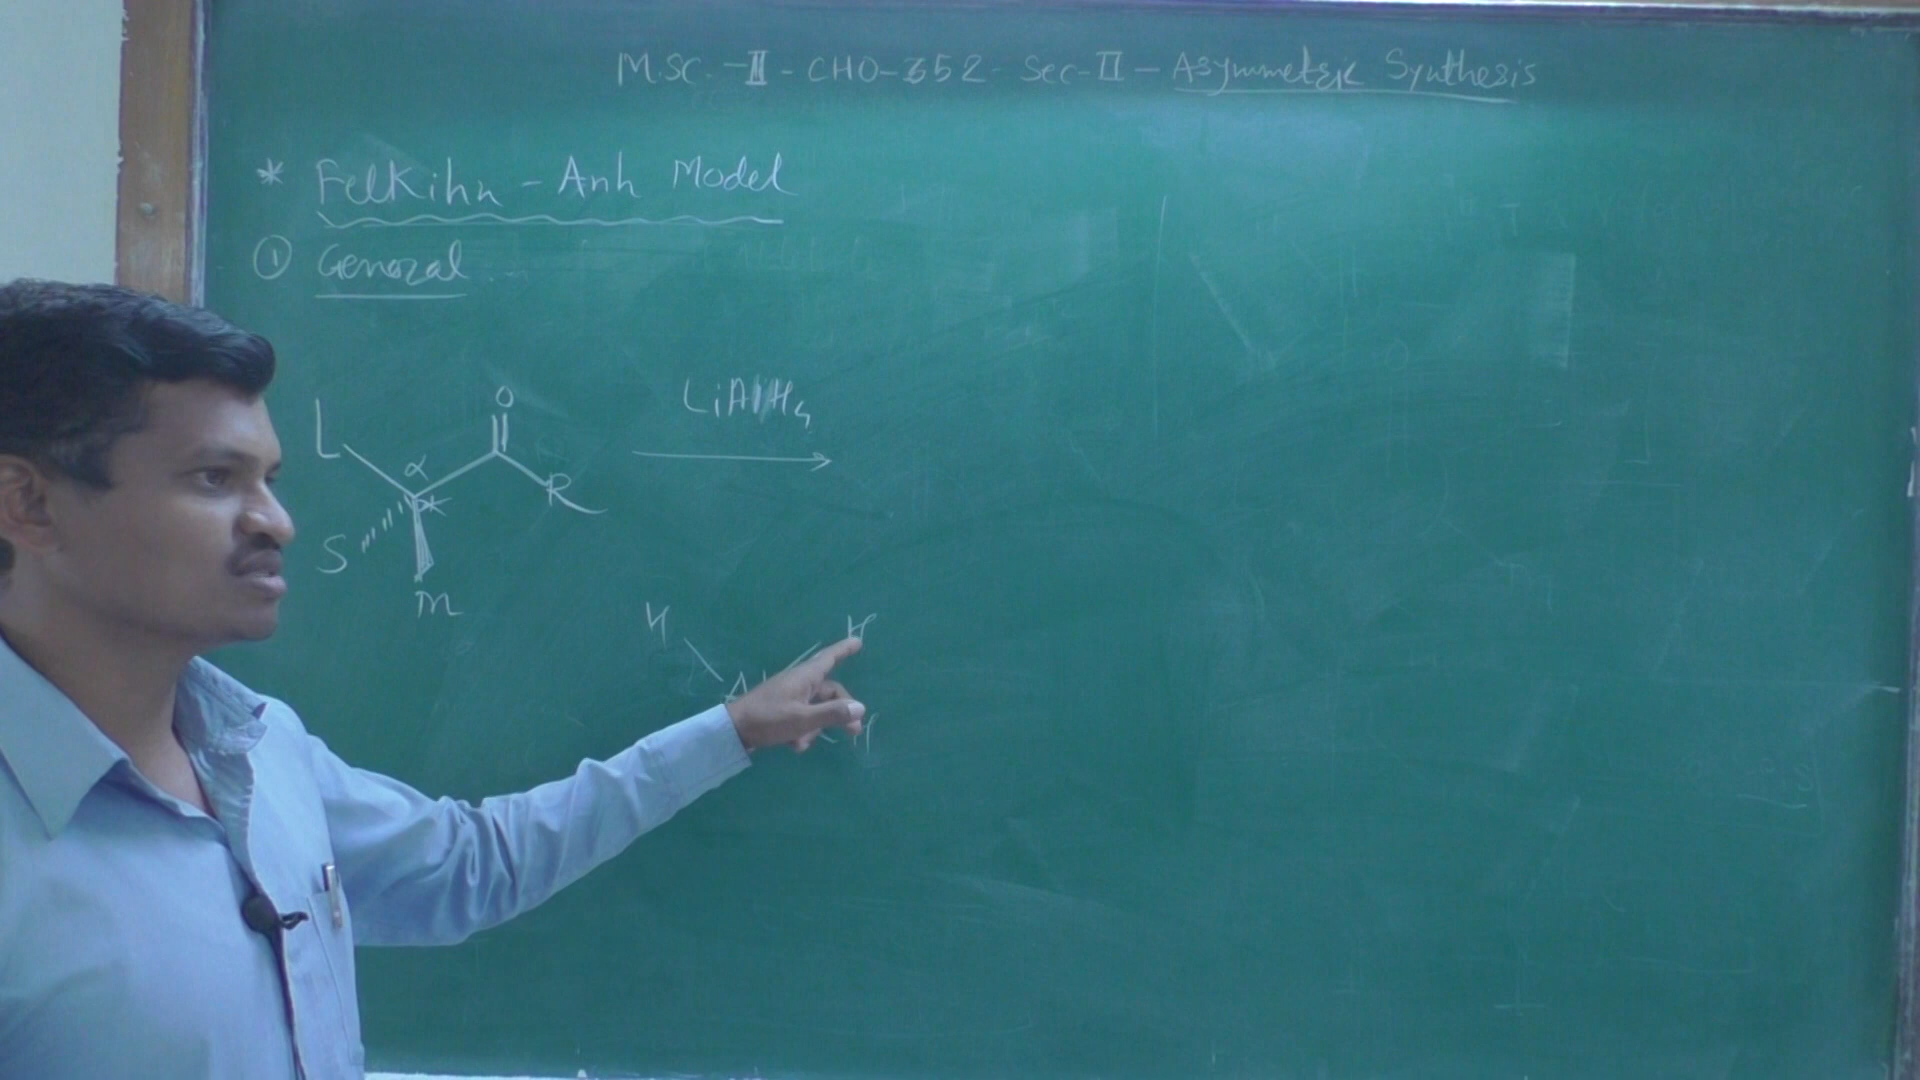 M.SC. - II - CHO-352- Sec-II - Asymmetric Synthesis
* Felkihn - Anh Model
① General
O
LiAlH4
L
α
*
R
S
M
H
H
Al
H